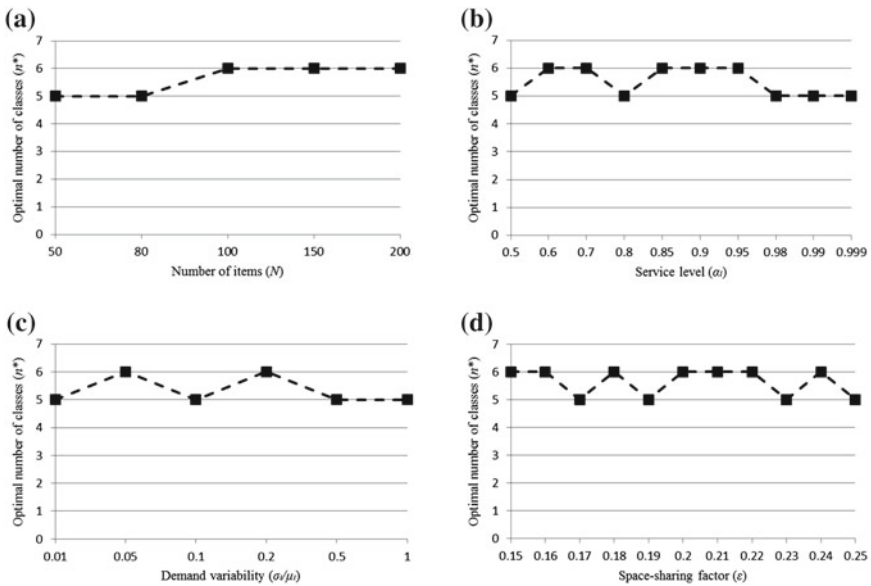 (a)
7
6
5
4
3
2
1
0
Optimal number of classes (n*)
50 80 100 150 200
Number of items (N)
(b)
7
6
5
4
3
2
1
0
Optimal number of classes (n*)
0.5 0.6 0.7 0.8 0.85 0.9 0.95 0.98 0.99 0.999
Service level (αi)
(c)
7
6
5
4
3
2
1
0
Optimal number of classes (n*)
0.01 0.05 0.1 0.2 0.5 1
Demand variability (σi/μi)
(d)
7
6
5
4
3
2
1
0
Optimal number of classes (n*)
0.15 0.16 0.17 0.18 0.19 0.2 0.21 0.22 0.23 0.24 0.25
Space-sharing factor (ε)